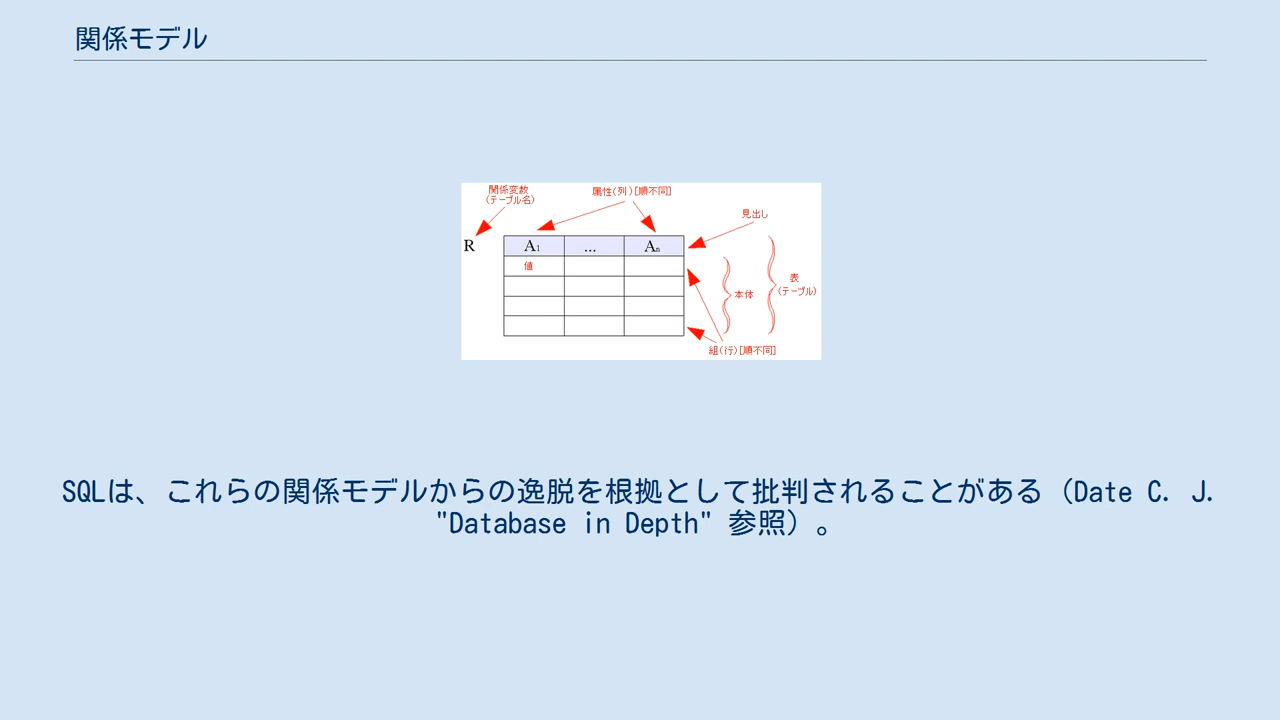 関係モデル
関係変数
(テーブル名)
属性(列)[順不同]
見出し
R
A1
...
An
値
本体
表
(テーブル)
組(行)[順不同]
SQLは、これらの関係モデルからの逸脱を根拠として批判されることがある（Date C. J.
"Database in Depth" 参照）。